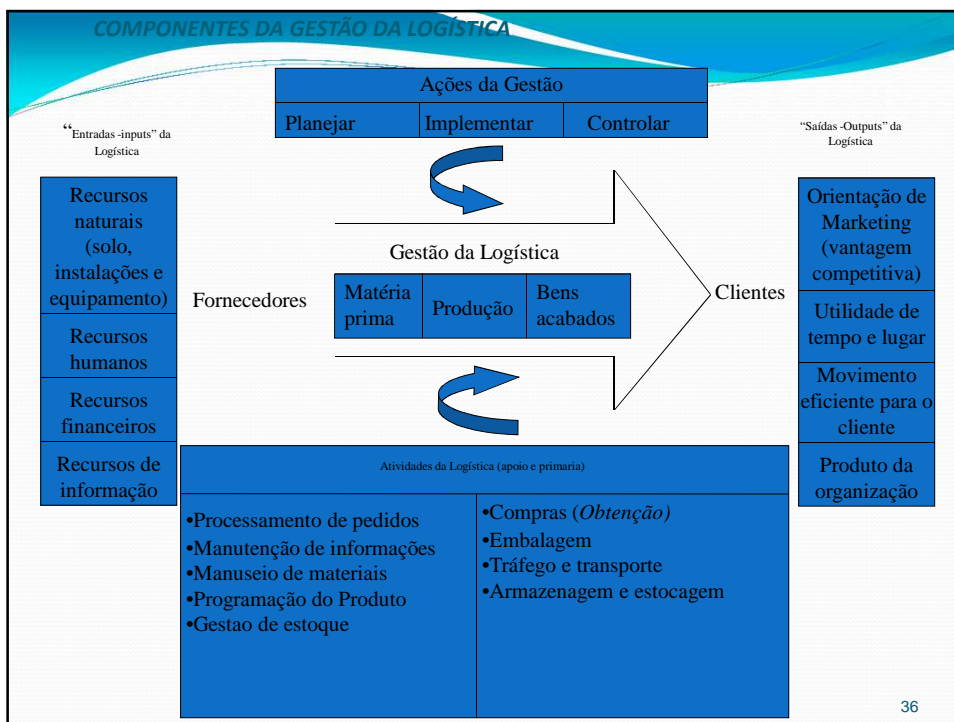 COMPONENTES DA GESTÃO DA LOGÍSTICA
Ações da Gestão
Planejar Implementar Controlar
“Entradas -inputs” da
Logística
“Saídas -Outputs” da
Logística
Recursos
naturais
(solo,
instalações e
equipamento)
Recursos
humanos
Recursos
financeiros
Recursos de
informação
Fornecedores
Gestão da Logística
Matéria
prima
Produção
Bens
acabados
Clientes
Orientação de
Marketing
(vantagem
competitiva)
Utilidade de
tempo e lugar
Movimento
eficiente para o
cliente
Produto da
organização
Atividades da Logística (apoio e primaria)
•Processamento de pedidos
•Manutenção de informações
•Manuseio de materiais
•Programação do Produto
•Gestao de estoque
•Compras (Obtenção)
•Embalagem
•Tráfego e transporte
•Armazenagem e estocagem
36